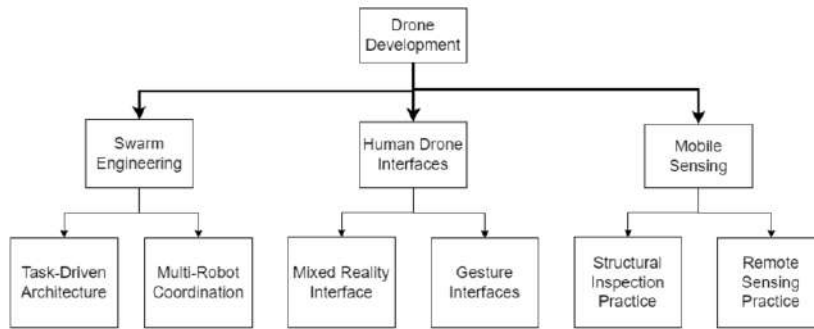 Drone
Development
Swarm
Engineering
Human Drone
Interfaces
Mobile
Sensing
Task-Driven
Architecture
Multi-Robot
Coordination
Mixed Reality
Interface
Gesture
Interfaces
Structural
Inspection
Practice
Remote
Sensing
Practice